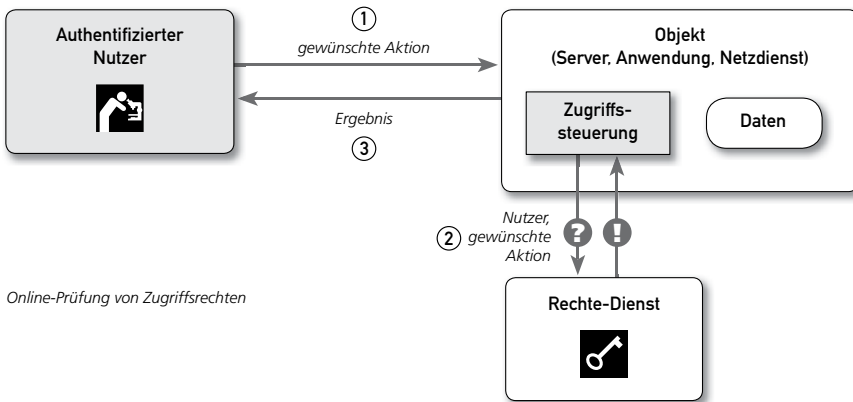 Authentifizierter
Nutzer
1
gewünschte Aktion
Ergebnis
3
Objekt
(Server, Anwendung, Netzdienst)
Zugriffs-
steuerung
Daten
2
Nutzer,
gewünschte
Aktion
?
!
Rechte-Dienst
Online-Prüfung von Zugriffsrechten